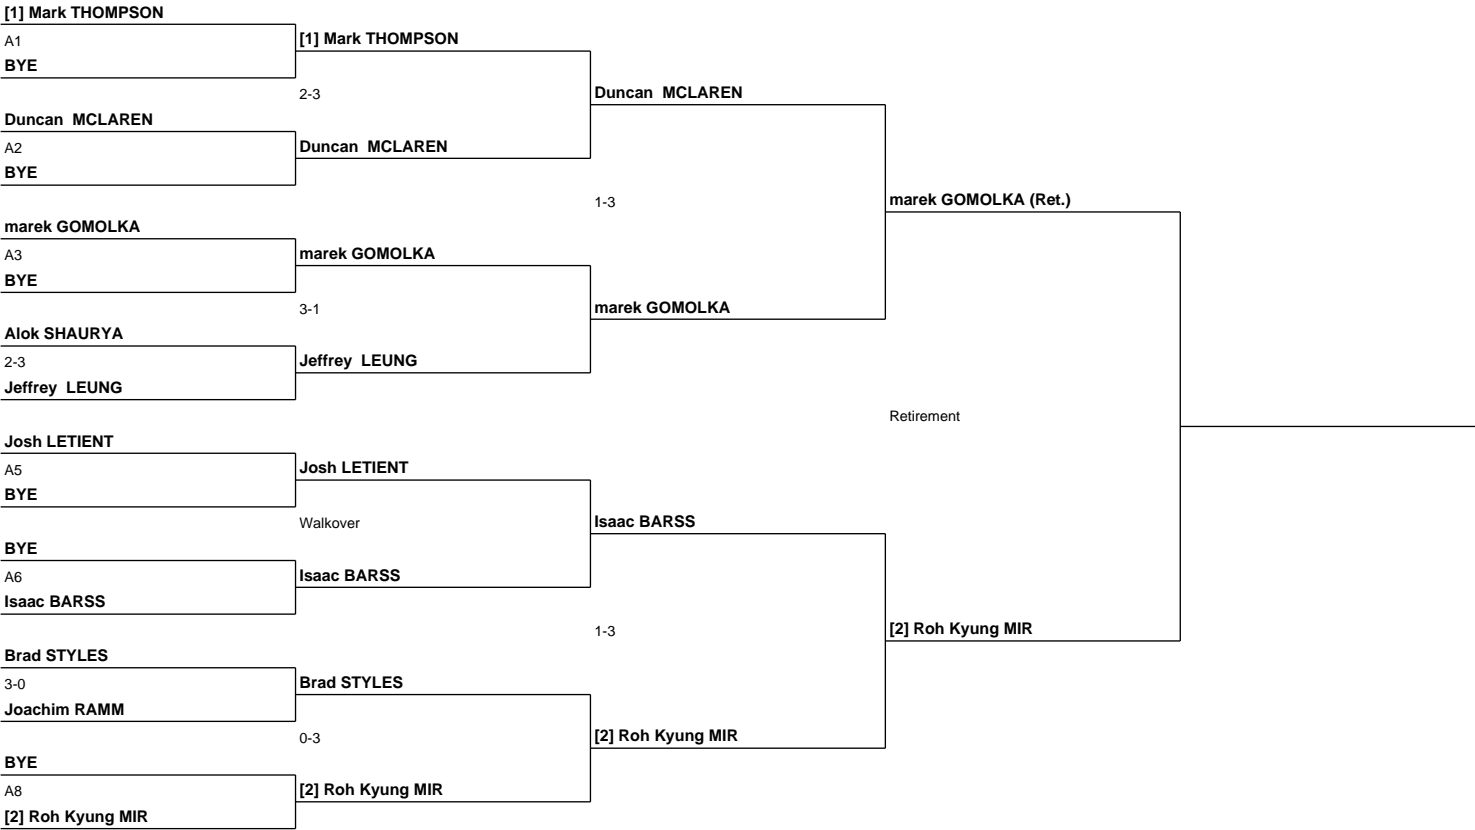 [1] Mark THOMPSON
A1
BYE
[1] Mark THOMPSON
2-3
Duncan  MCLAREN
A2
BYE
Duncan  MCLAREN
Duncan  MCLAREN
1-3
marek GOMOLKA
A3
BYE
marek GOMOLKA
3-1
Alok SHAURYA
2-3
Jeffrey  LEUNG
Jeffrey  LEUNG
marek GOMOLKA
marek GOMOLKA (Ret.)
Retirement
Josh LETIENT
A5
BYE
Josh LETIENT
Walkover
BYE
A6
Isaac BARSS
Isaac BARSS
Isaac BARSS
1-3
Brad STYLES
3-0
Joachim RAMM
Brad STYLES
0-3
BYE
A8
[2] Roh Kyung MIR
[2] Roh Kyung MIR
[2] Roh Kyung MIR
[2] Roh Kyung MIR